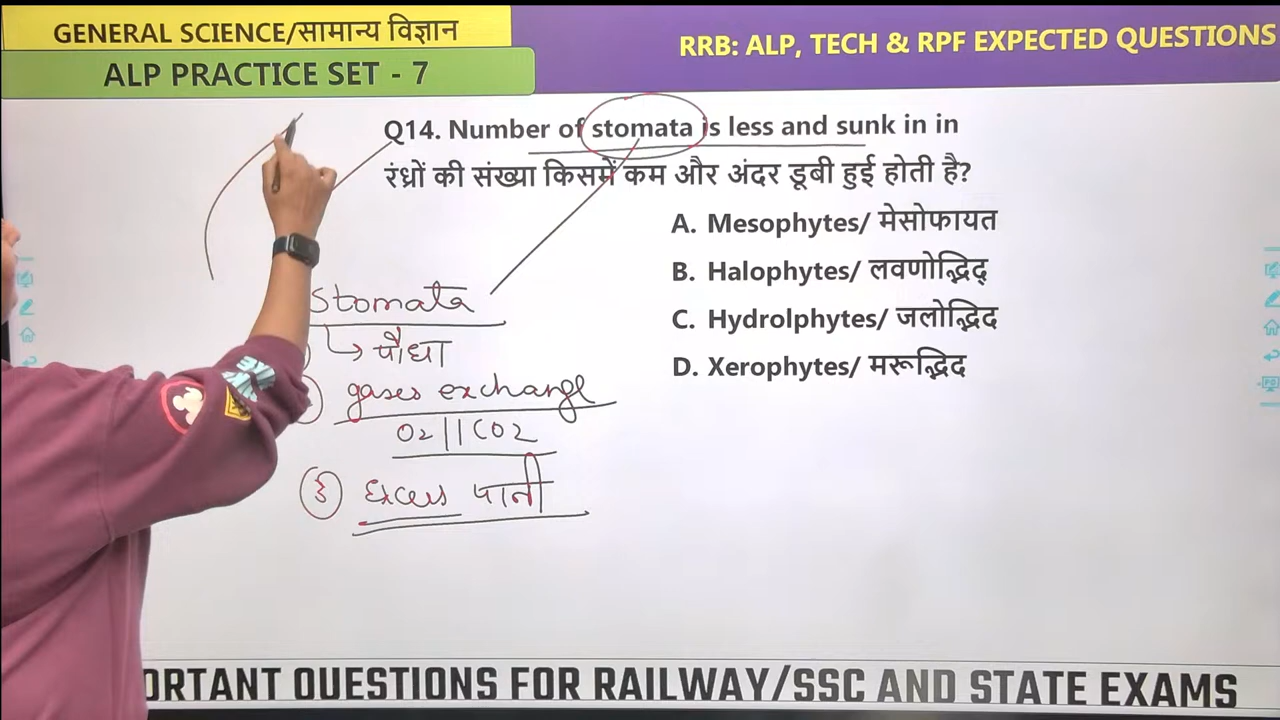 GENERAL SCIENCE/सामान्य विज्ञान
RRB: ALP, TECH & RPF EXPECTED QUESTIONS
ALP PRACTICE SET - 7
Q14. Number of stomata is less and sunk in in
रंध्रों की संख्या किसमें कम और अंदर डूबी हुई होती है?
A. Mesophytes/ मेसोफायत
B. Halophytes/ लवणोद्भिद्
C. Hydrolphytes/ जलोद्भिद
D. Xerophytes/ मरूद्भिद
Stomata
पौधा
gases exchange
O2||CO2
3 Excess पानी
ORTANT QUESTIONS FOR RAILWAY/SSC AND STATE EXAMS